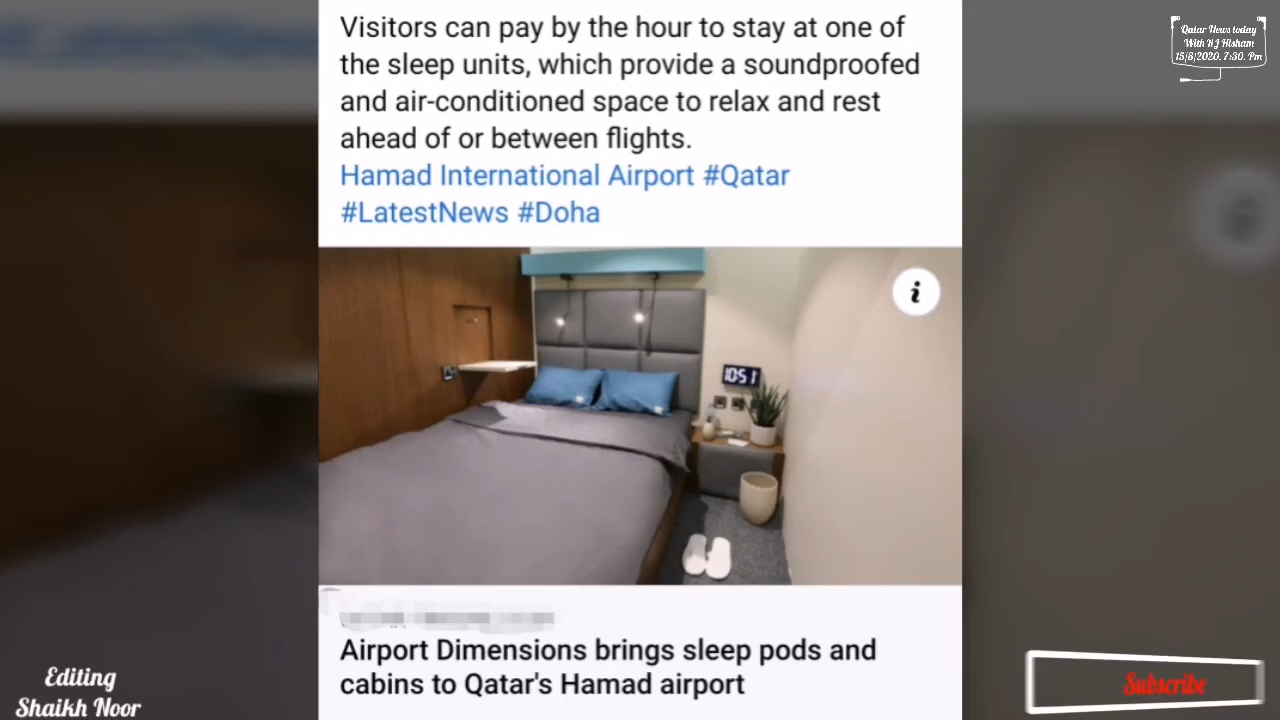 Visitors can pay by the hour to stay at one of
the sleep units, which provide a soundproofed
and air-conditioned space to relax and rest
ahead of or between flights.
Hamad International Airport #Qatar
#LatestNews #Doha
Qatar News today
With NJ Hisham
15/8/2020. 7:30. Pm
i
1051
Airport Dimensions brings sleep pods and
cabins to Qatar's Hamad airport
Editing
Shaikh Noor
Subscribe